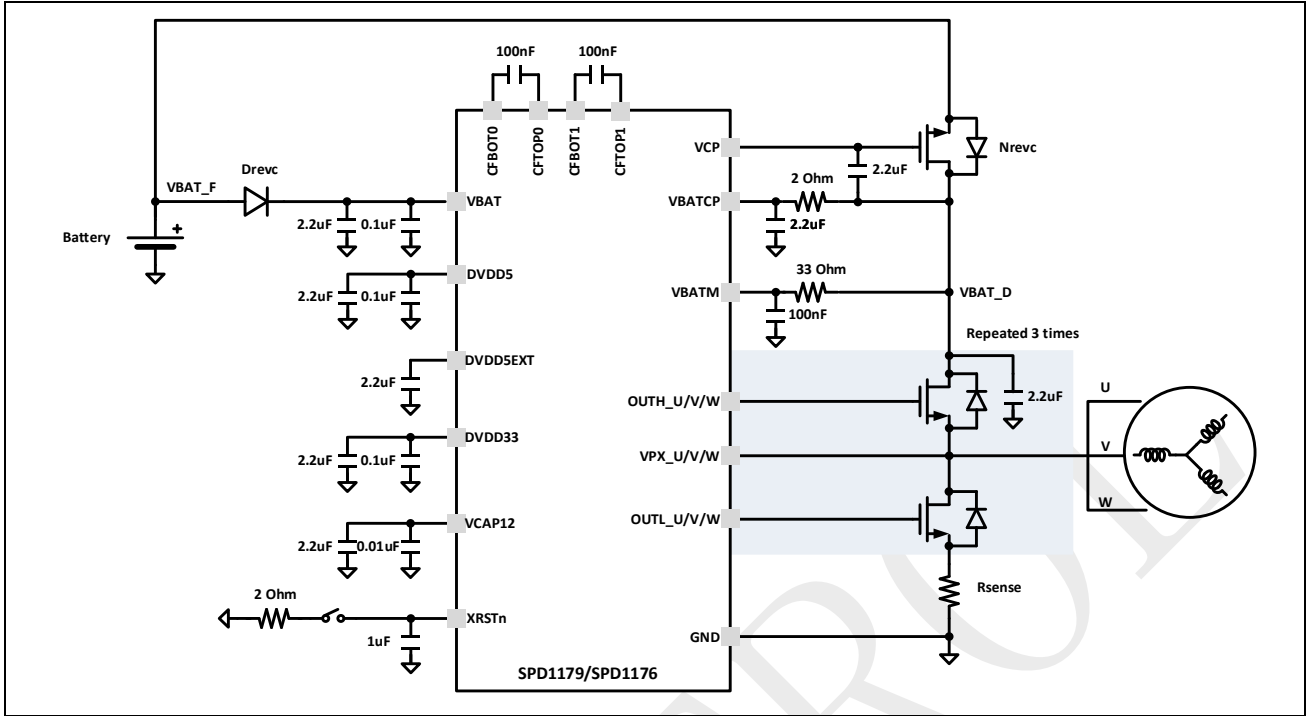 100nF
100nF
CFBOT0
CFTOP0
CFBOT1
CFTOP1
VCP
Nrevc
2.2uF
2 Ohm
VBATCP
2.2uF
VBAT_F
Drevc
VBAT
2.2uF
0.1uF
Battery
+
DVDD5
2.2uF
0.1uF
33 Ohm
VBATM
VBAT_D
100nF
Repeated 3 times
DVDD5EXT
2.2uF
OUTH_U/V/W
2.2uF
U
DVDD33
2.2uF
0.1uF
VPX_U/V/W
V
W
VCAP12
2.2uF
0.01uF
OUTL_U/V/W
2 Ohm
XRSTn
1uF
Rsense
GND
SPD1179/SPD1176